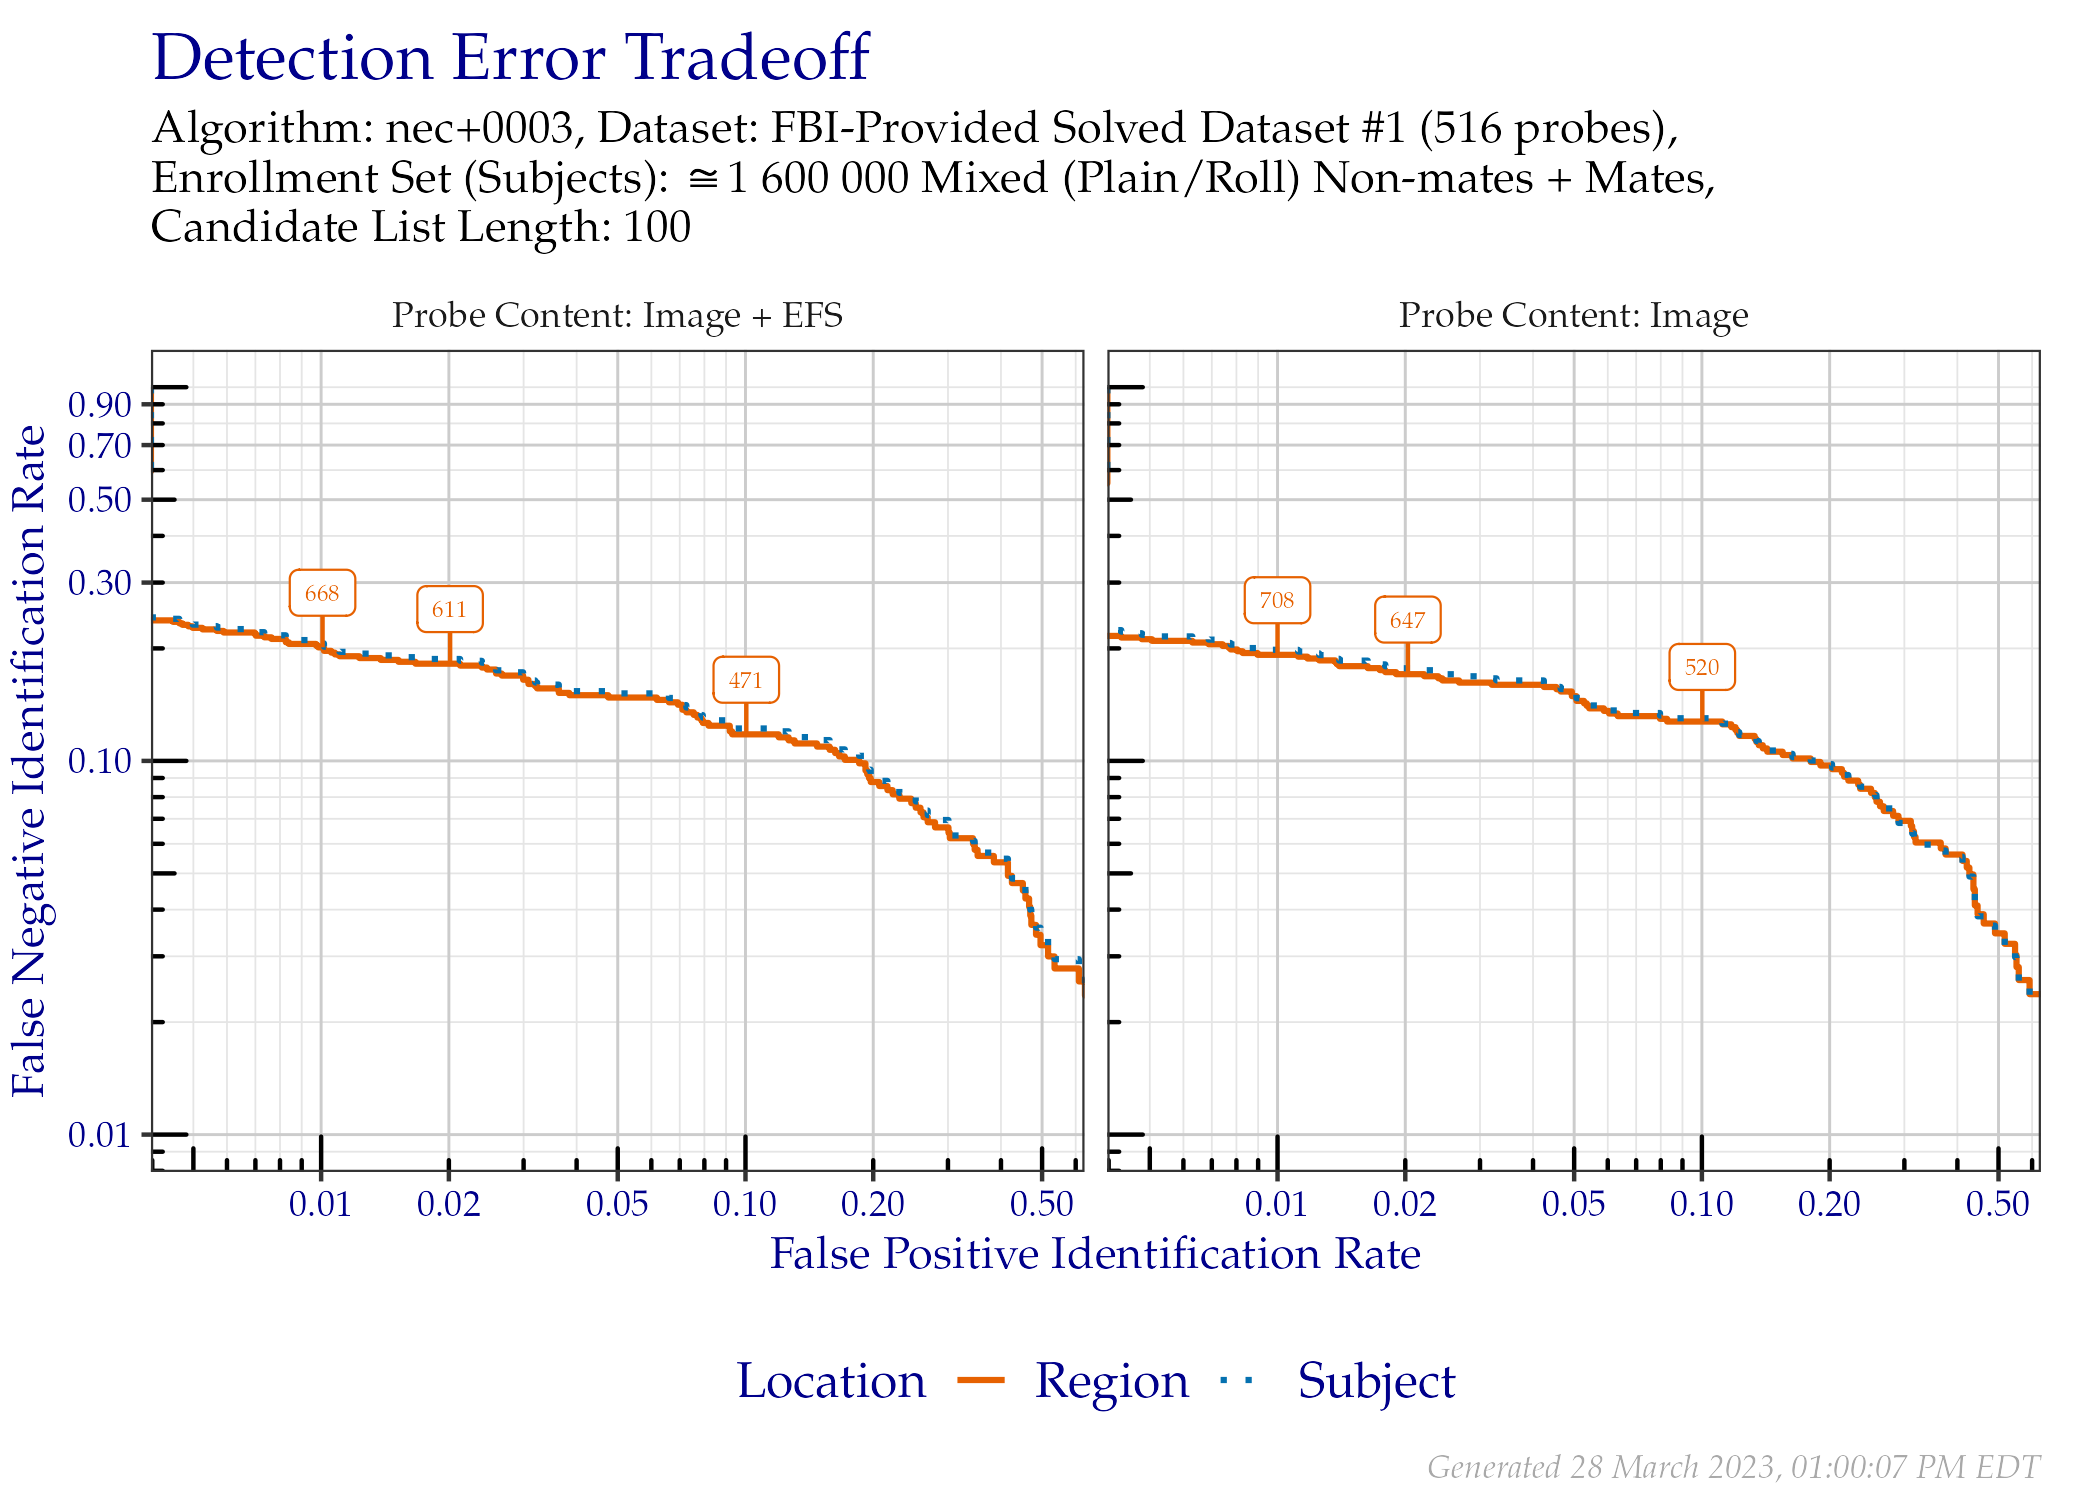 Detection Error Tradeoff
Algorithm: nec+0003, Dataset: FBI-Provided Solved Dataset #1 (516 probes),
Enrollment Set (Subjects): ≅1 600 000 Mixed (Plain/Roll) Non-mates + Mates,
Candidate List Length: 100
Probe Content: Image + EFS
Probe Content: Image
False Negative Identification Rate
0.90
0.70
0.50
0.30
0.10
0.01
668
611
471
708
647
520
0.01 0.02 0.05 0.10 0.20 0.50
0.01 0.02 0.05 0.10 0.20 0.50
False Positive Identification Rate
Location Region Subject
Generated 28 March 2023, 01:00:07 PM EDT